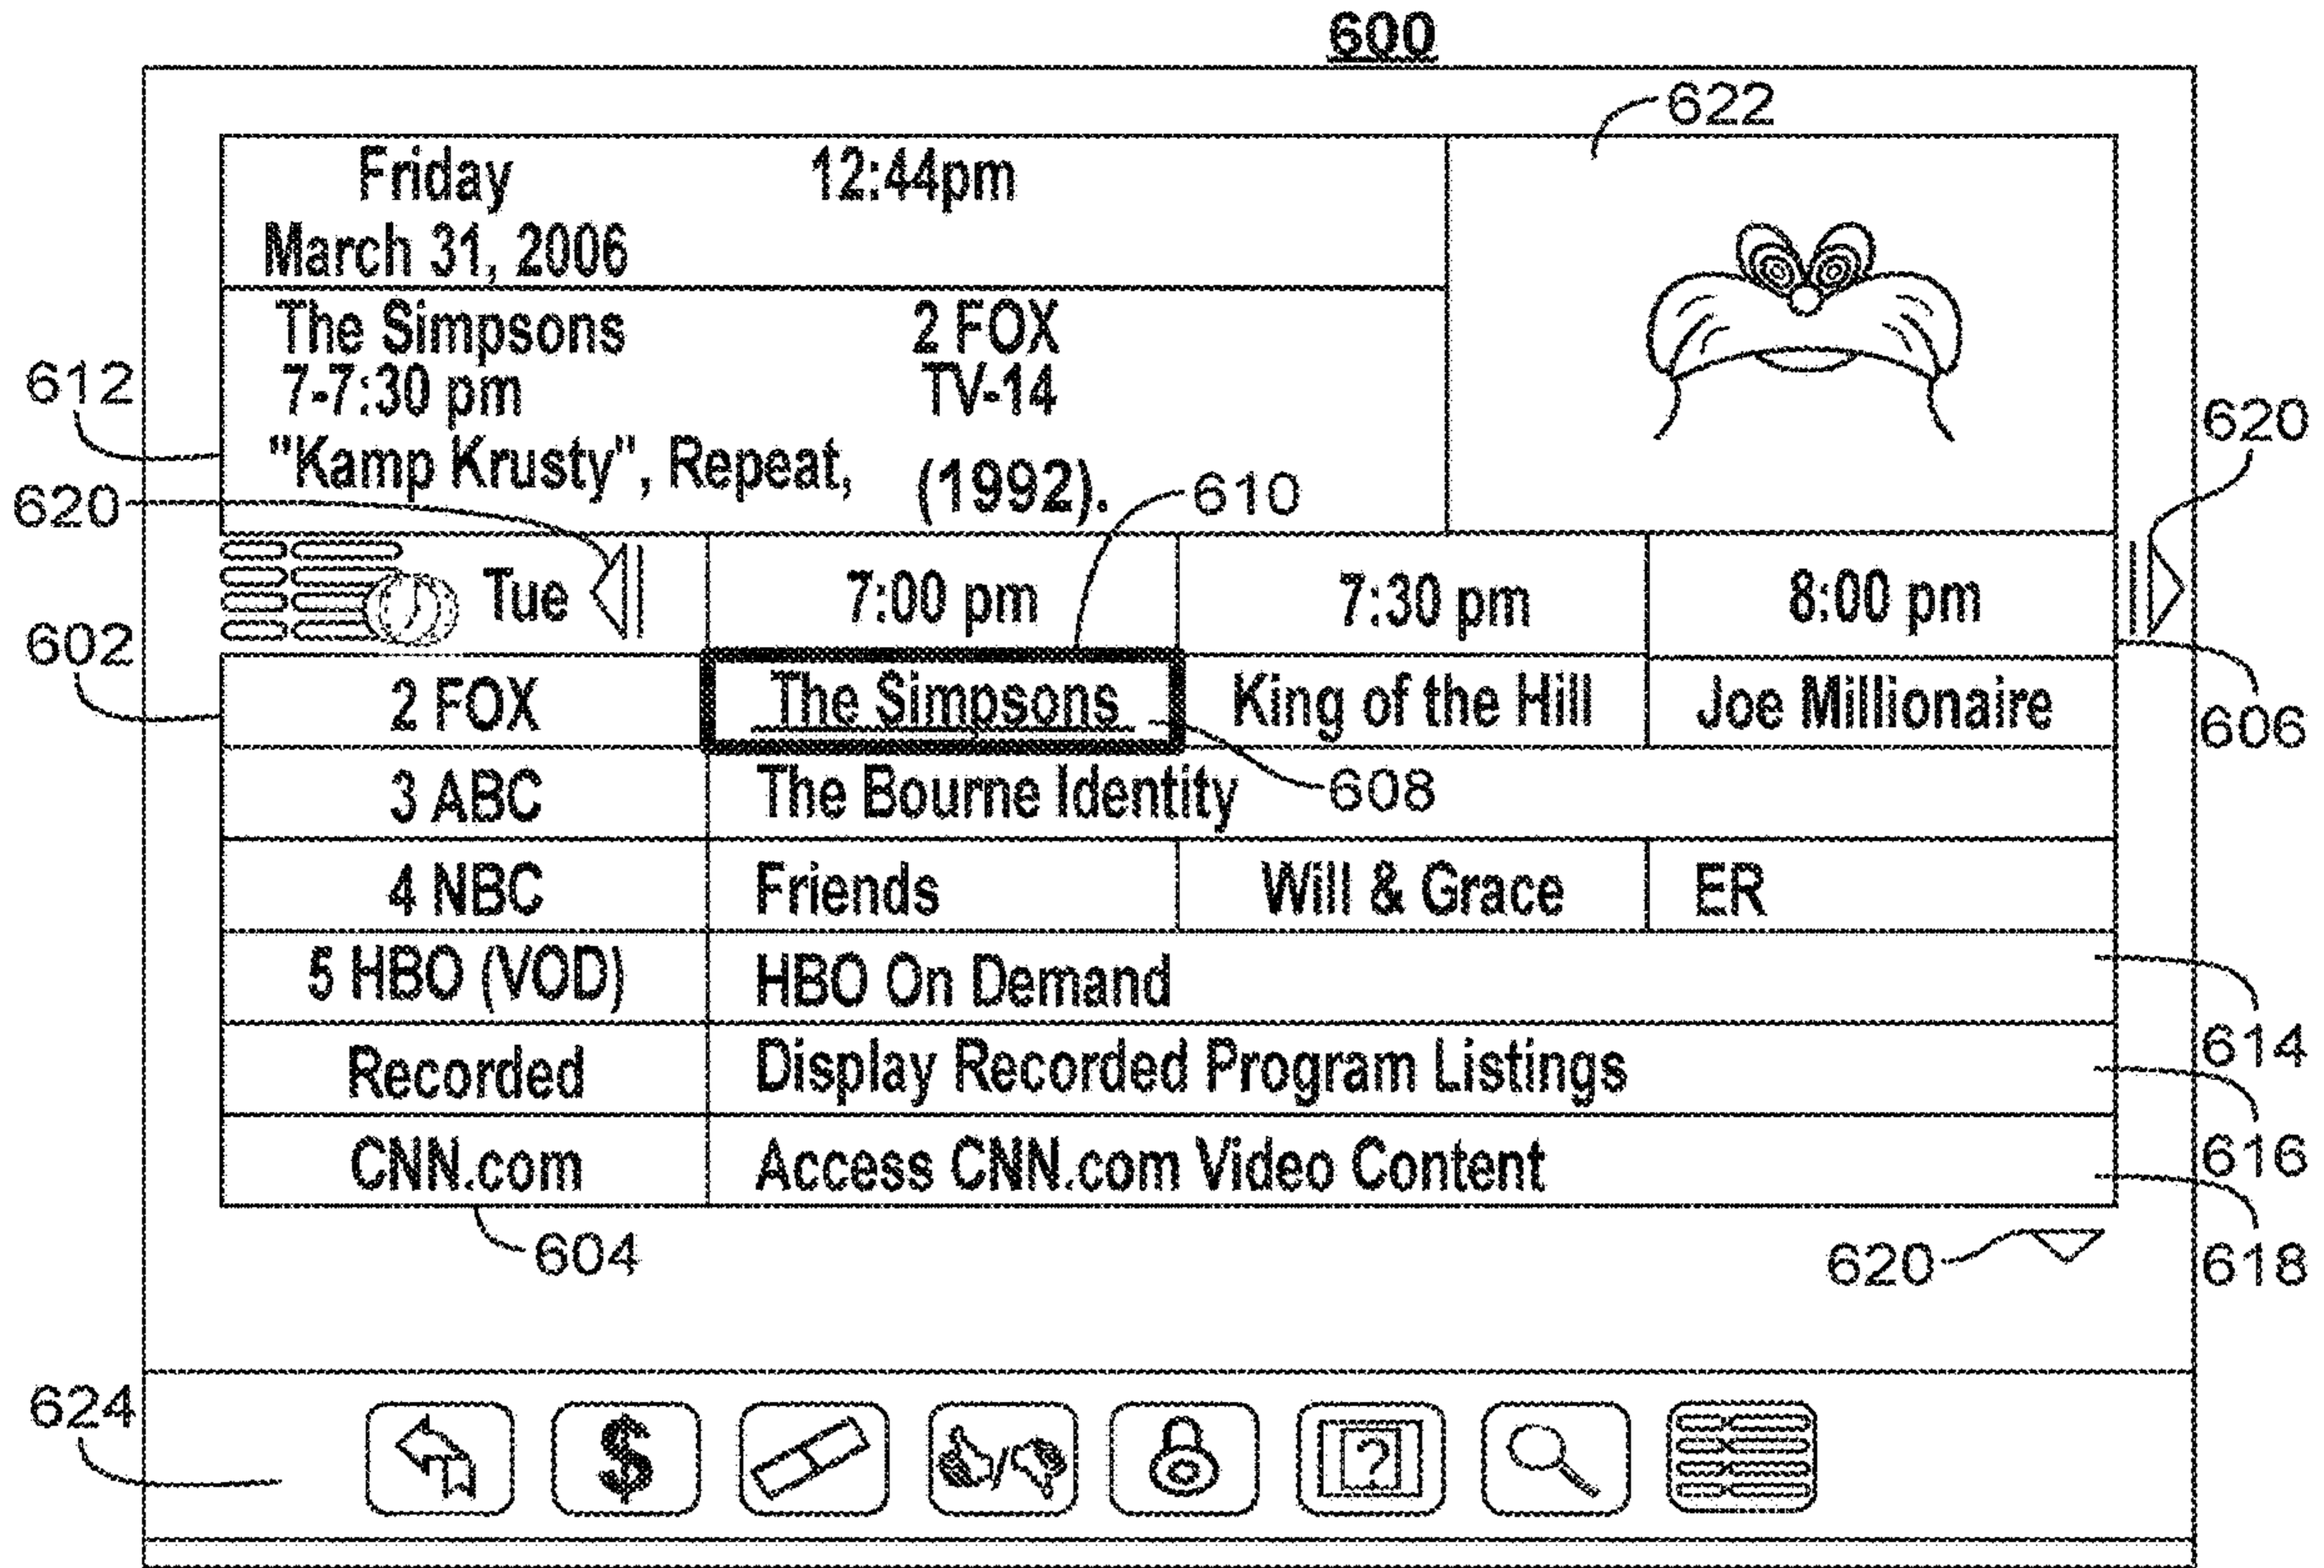 600
622
Friday 12:44pm
March 31, 2006
The Simpsons 2 FOX
612
7-7:30 pm TV-14
620
"Kamp Krusty", Repeat, (1992).
610
620
Tue 7:00 pm 7:30 pm 8:00 pm
602
2 FOX The Simpsons King of the Hill Joe Millionaire
606
3 ABC The Bourne Identity 608
4 NBC Friends Will & Grace ER
5 HBO (VOD) HBO On Demand
614
Recorded Display Recorded Program Listings
616
CNN.com Access CNN.com Video Content
604
620
618
624
$ / ?